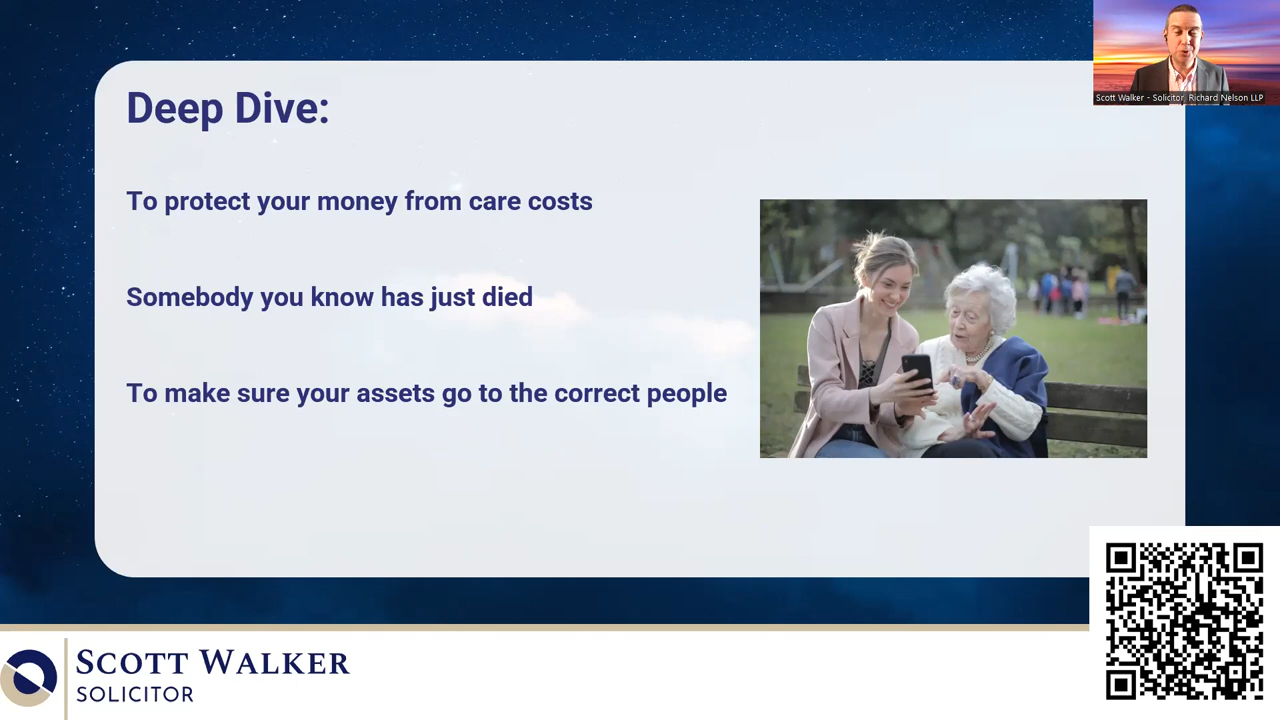 Deep Dive:
To protect your money from care costs
Somebody you know has just died
To make sure your assets go to the correct people
Scott Walker - Solicitor, Richard Nelson LLP
SCOTT WALKER
SOLICITOR